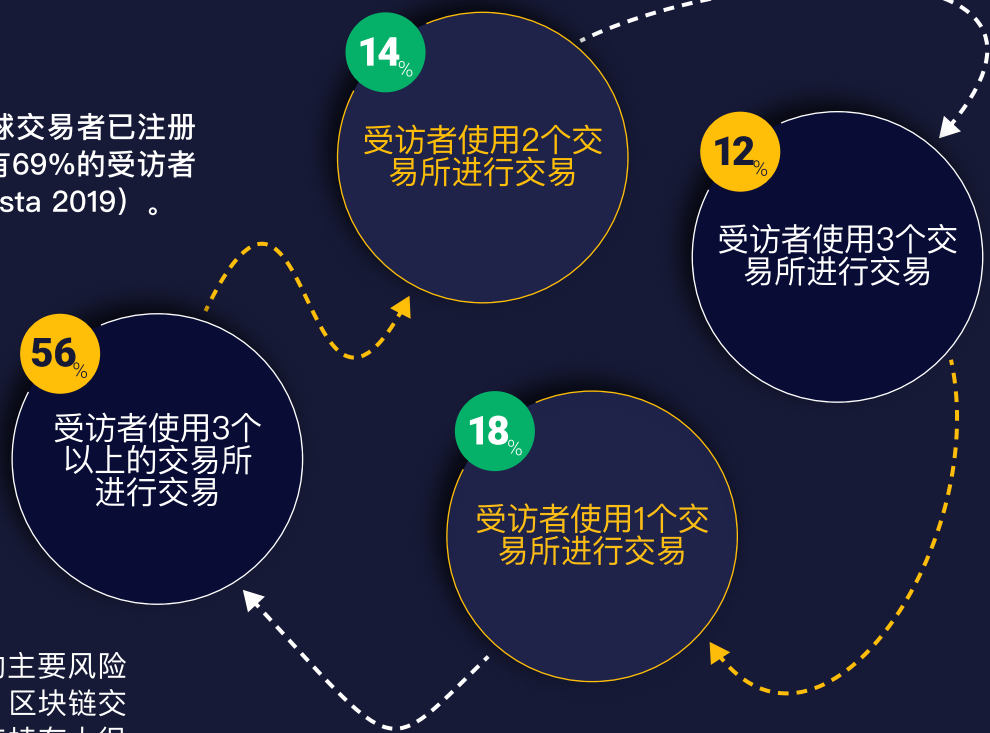 14%
受访者使用2个交
易所进行交易
球交易者已注册
有69%的受访者
sta 2019）。
12%
受访者使用3个交
易所进行交易
56%
受访者使用3个
以上的交易所
进行交易
18%
受访者使用1个交
易所进行交易
主要风险
区块链交